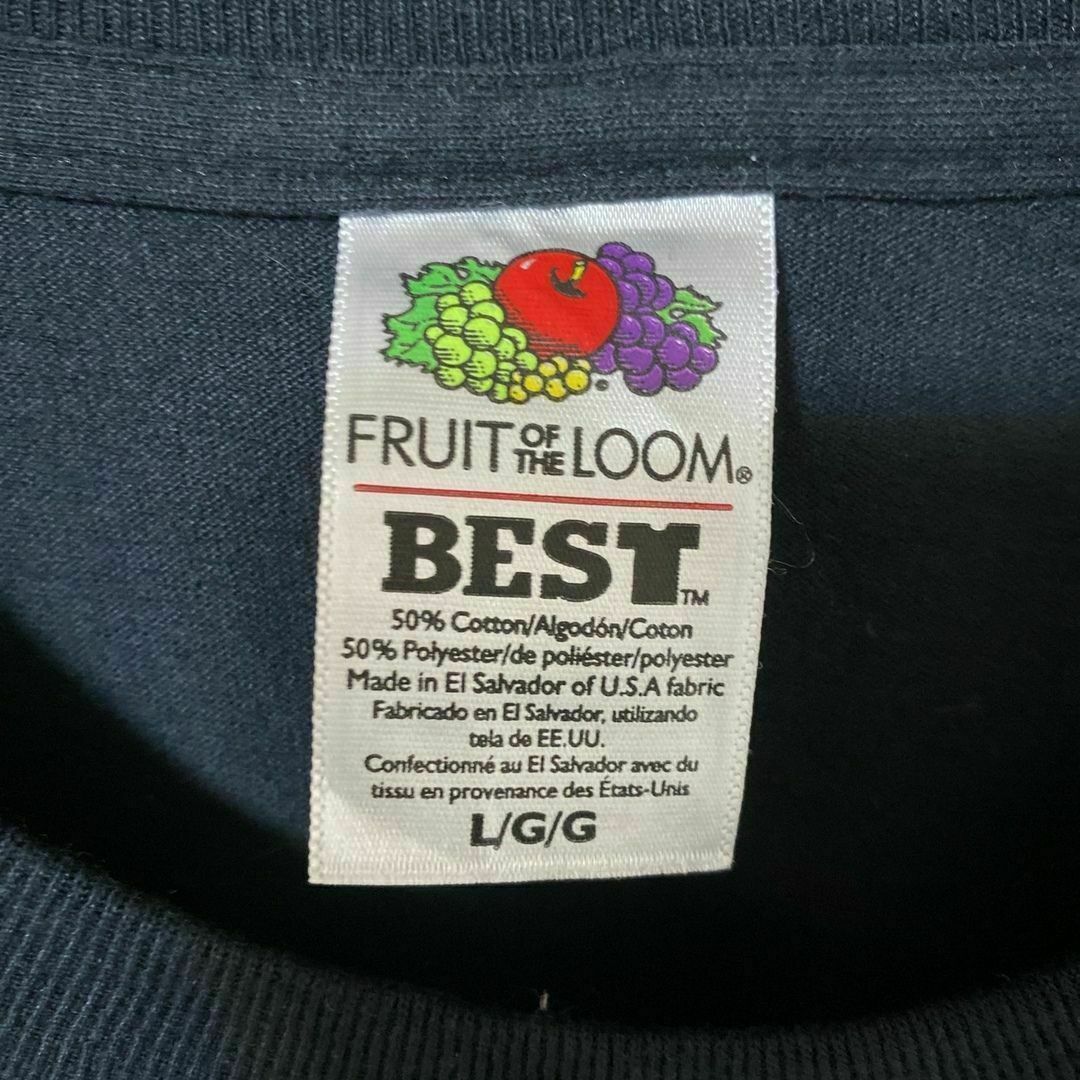 FRUIT OF THE LOOM®
BEST™
50% Cotton/Algodón/Coton
50% Polyester/de poliéster/polyester
Made in El Salvador of U.S.A fabric
Fabricado en El Salvador, utilizando
tela de EE.UU.
Confectionné au El Salvador avec du
tissu en provenance des États-Unis
L/G/G